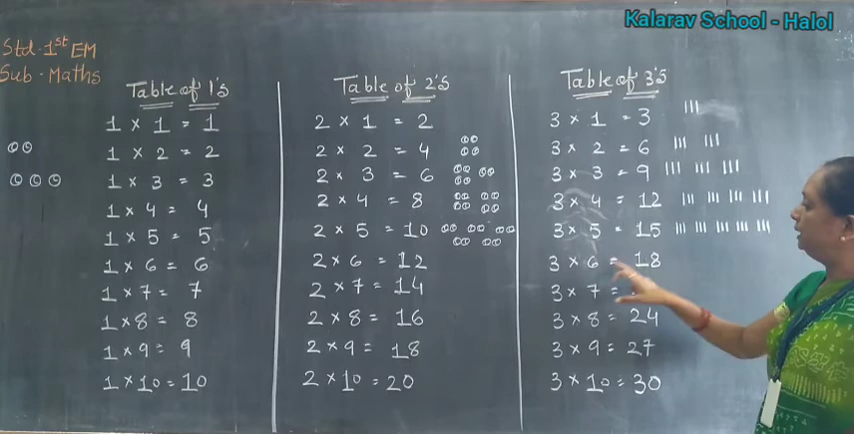 Kalarav School - Halol
Std - 1st EM
Sub - Maths
Table of 1's
1 × 1 = 1
1 × 2 = 2
1 × 3 = 3
1 × 4 = 4
1 × 5 = 5
1 × 6 = 6
1 × 7 = 7
1 × 8 = 8
1 × 9 = 9
1 × 10 = 10
Table of 2's
2 × 1 = 2
2 × 2 = 4
2 × 3 = 6
2 × 4 = 8
2 × 5 = 10
2 × 6 = 12
2 × 7 = 14
2 × 8 = 16
2 × 9 = 18
2 × 10 = 20
Table of 3's
3 × 1 = 3
3 × 2 = 6
3 × 3 = 9
3 × 4 = 12
3 × 5 = 15
3 × 6 = 18
3 × 7 =
3 × 8 = 24
3 × 9 = 27
3 × 10 = 30